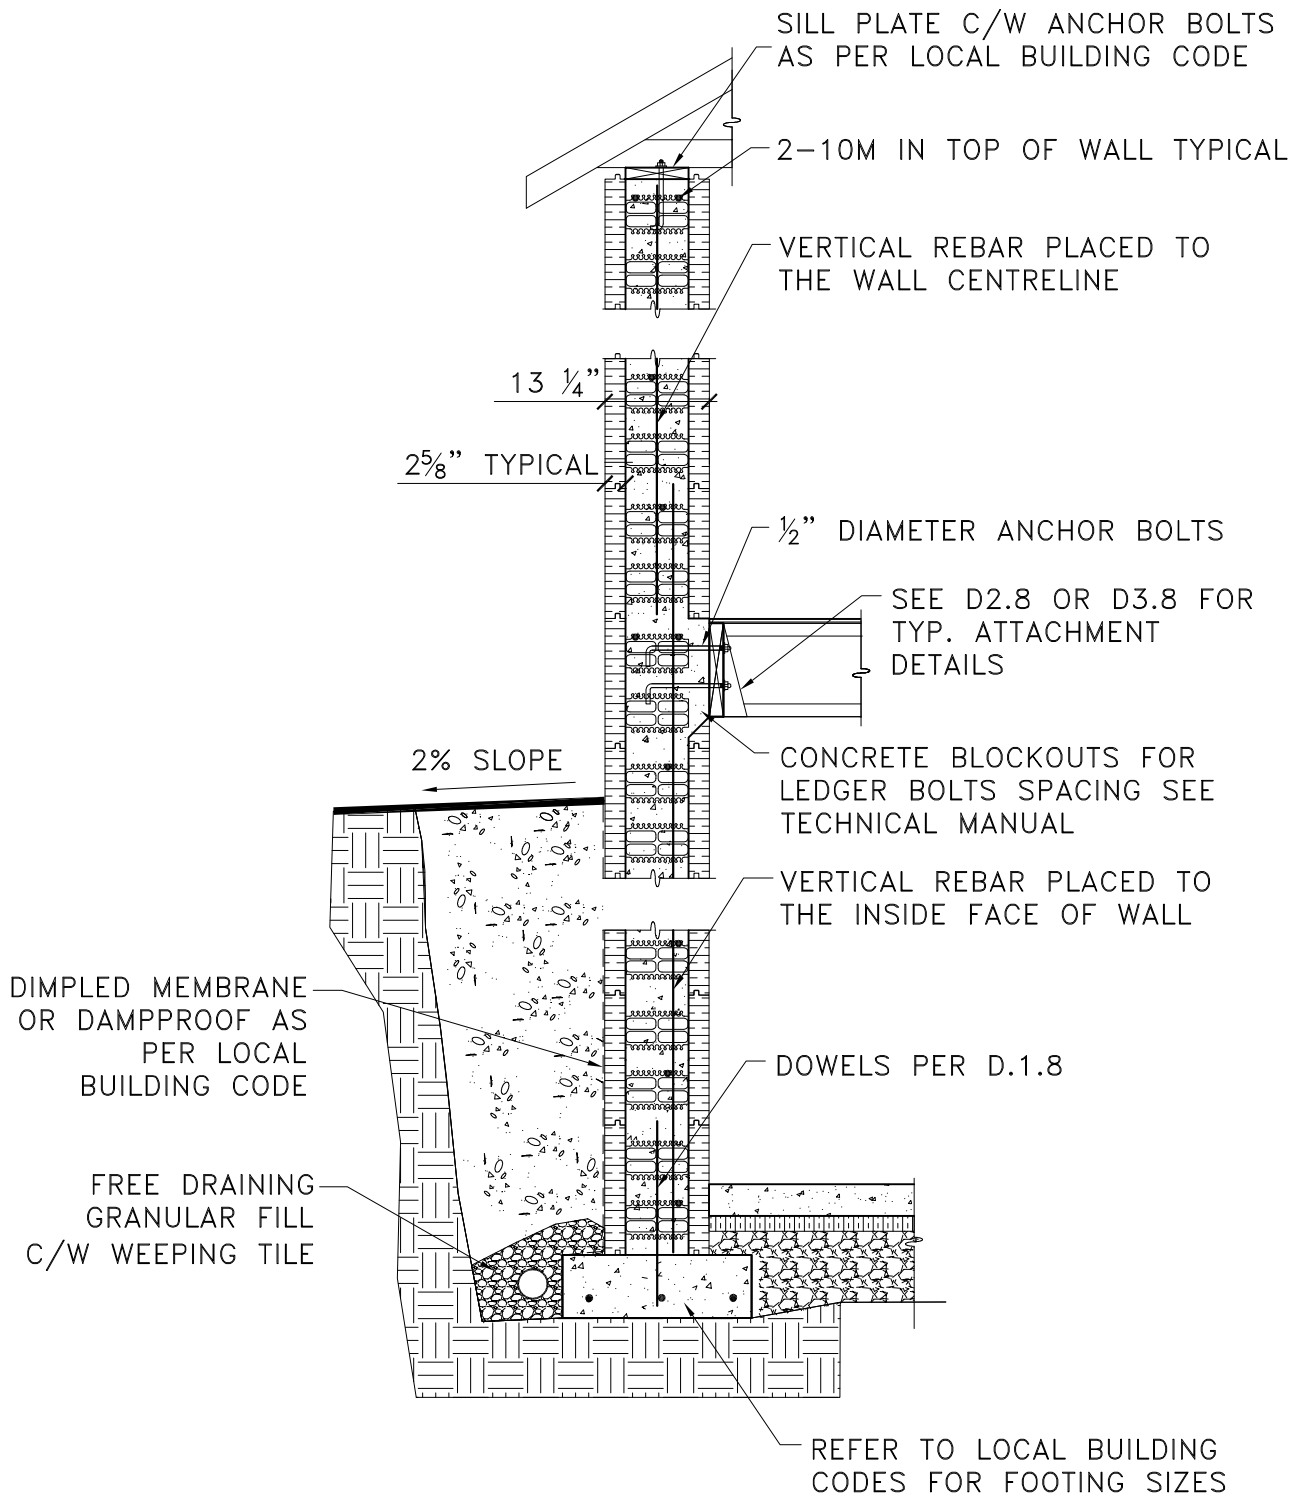 SILL PLATE C/W ANCHOR BOLTS
AS PER LOCAL BUILDING CODE
2-10M IN TOP OF WALL TYPICAL
VERTICAL REBAR PLACED TO
THE WALL CENTRELINE
13 ¼"
2⅝" TYPICAL
½" DIAMETER ANCHOR BOLTS
SEE D2.8 OR D3.8 FOR
TYP. ATTACHMENT
DETAILS
2% SLOPE
CONCRETE BLOCKOUTS FOR
LEDGER BOLTS SPACING SEE
TECHNICAL MANUAL
VERTICAL REBAR PLACED TO
THE INSIDE FACE OF WALL
DIMPLED MEMBRANE
OR DAMPPROOF AS
PER LOCAL
BUILDING CODE
DOWELS PER D.1.8
FREE DRAINING
GRANULAR FILL
C/W WEEPING TILE
REFER TO LOCAL BUILDING
CODES FOR FOOTING SIZES